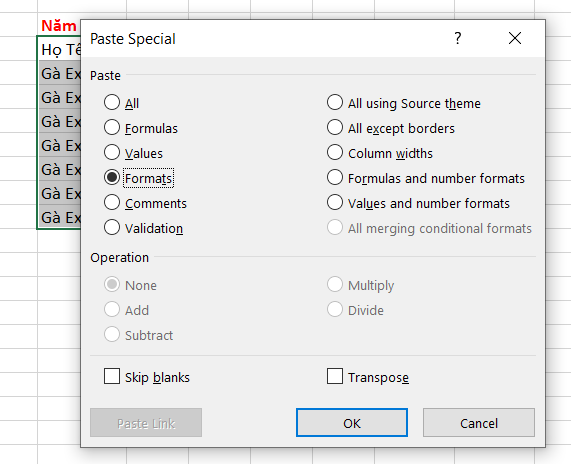 Năm
Paste Special ?
Họ Tê
Paste
Gà Ex
All
All using Source theme
Gà Ex
Formulas
All except borders
Gà Ex
Values
Column widths
Gà Ex
Formats
Formulas and number formats
Gà Ex
Comments
Values and number formats
Gà Ex
Gà Ex
Validation
All merging conditional formats
Operation
None
Multiply
Add
Divide
Subtract
Skip blanks
Transpose
Paste Link
OK
Cancel